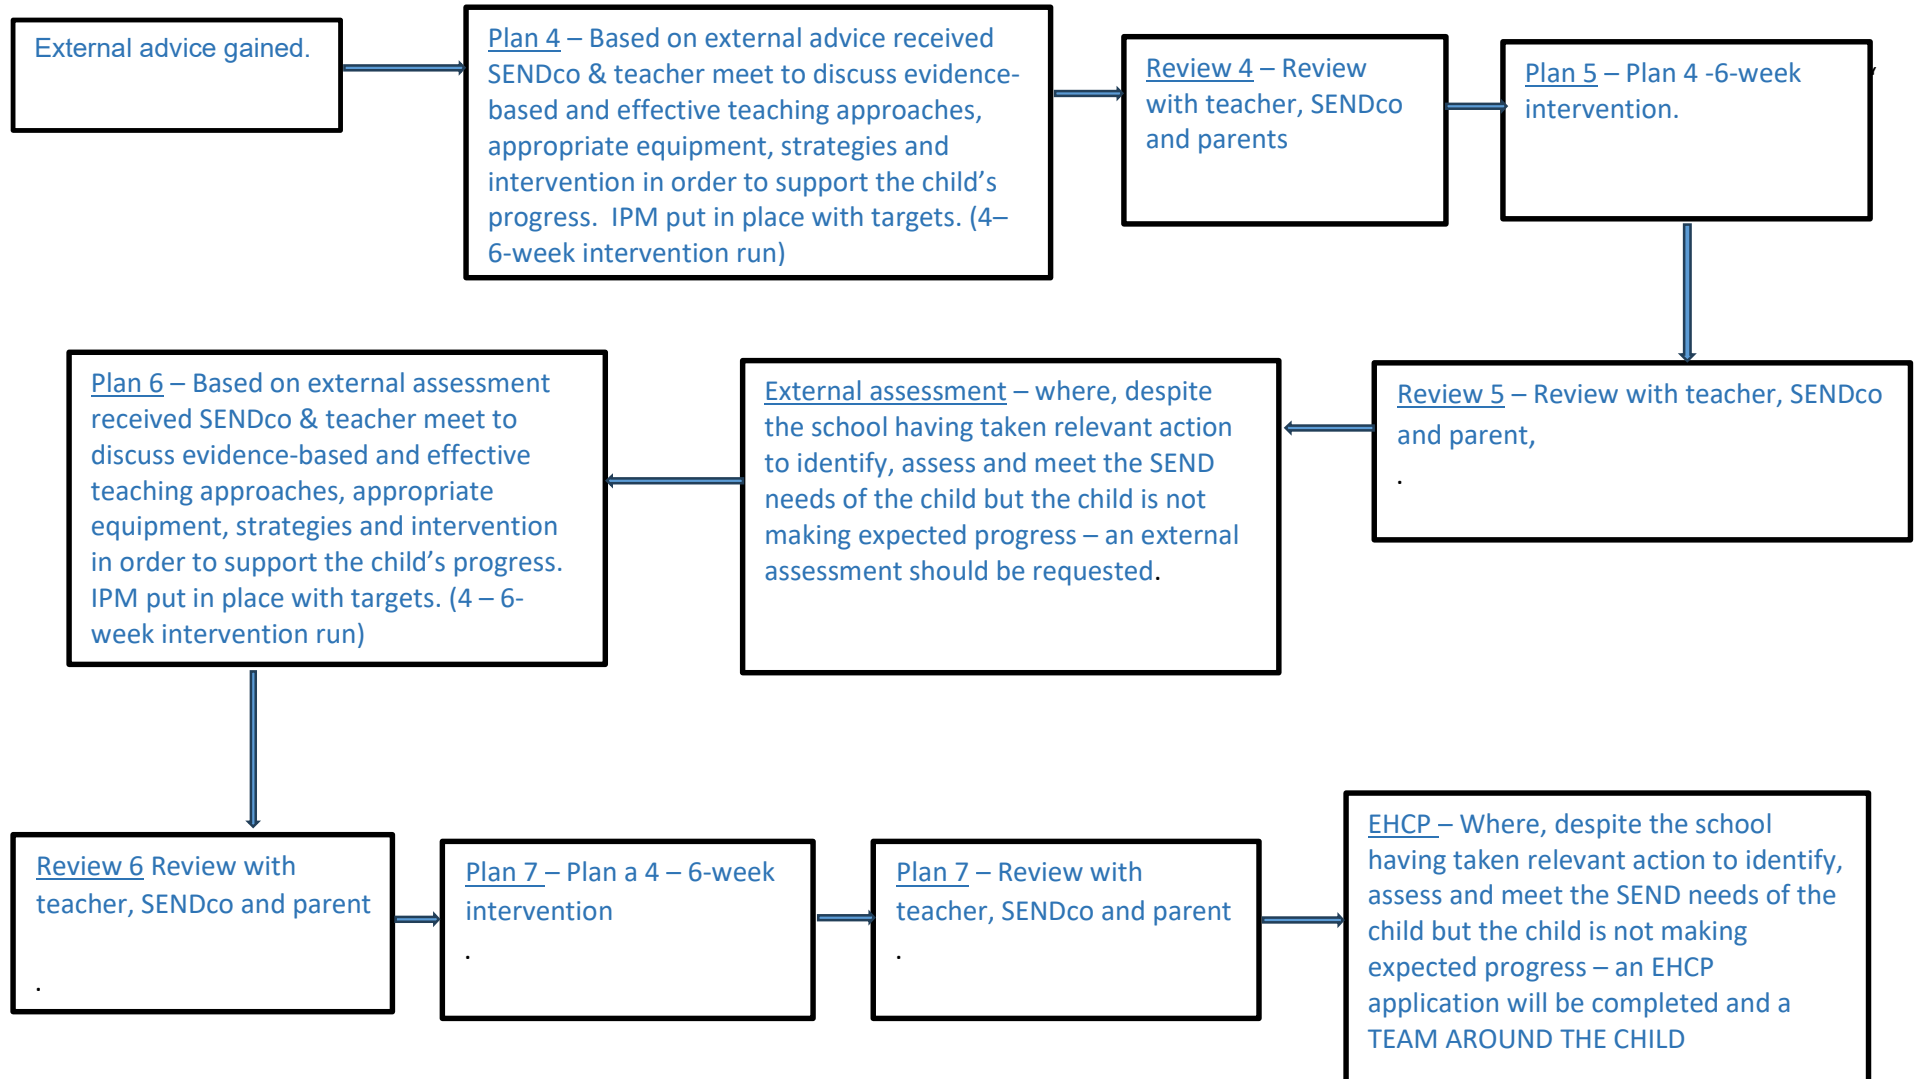 External advice gained.
Plan 4 – Based on external advice received
SENDco & teacher meet to discuss evidence-
based and effective teaching approaches,
appropriate equipment, strategies and
intervention in order to support the child’s
progress.  IPM put in place with targets. (4–
6-week intervention run)
Review 4 – Review
with teacher, SENDco
and parents
Plan 5 – Plan 4 -6-week
intervention.
Review 5 – Review with teacher, SENDco
and parent,
.
External assessment – where, despite
the school having taken relevant action
to identify, assess and meet the SEND
needs of the child but the child is not
making expected progress – an external
assessment should be requested.
Plan 6 – Based on external assessment
received SENDco & teacher meet to
discuss evidence-based and effective
teaching approaches, appropriate
equipment, strategies and intervention
in order to support the child’s progress.
IPM put in place with targets. (4 – 6-
week intervention run)
Review 6 Review with
teacher, SENDco and parent
.
Plan 7 – Plan a 4 – 6-week
intervention
.
Plan 7 – Review with
teacher, SENDco and parent
.
EHCP – Where, despite the school
having taken relevant action to identify,
assess and meet the SEND needs of the
child but the child is not making
expected progress – an EHCP
application will be completed and a
TEAM AROUND THE CHILD